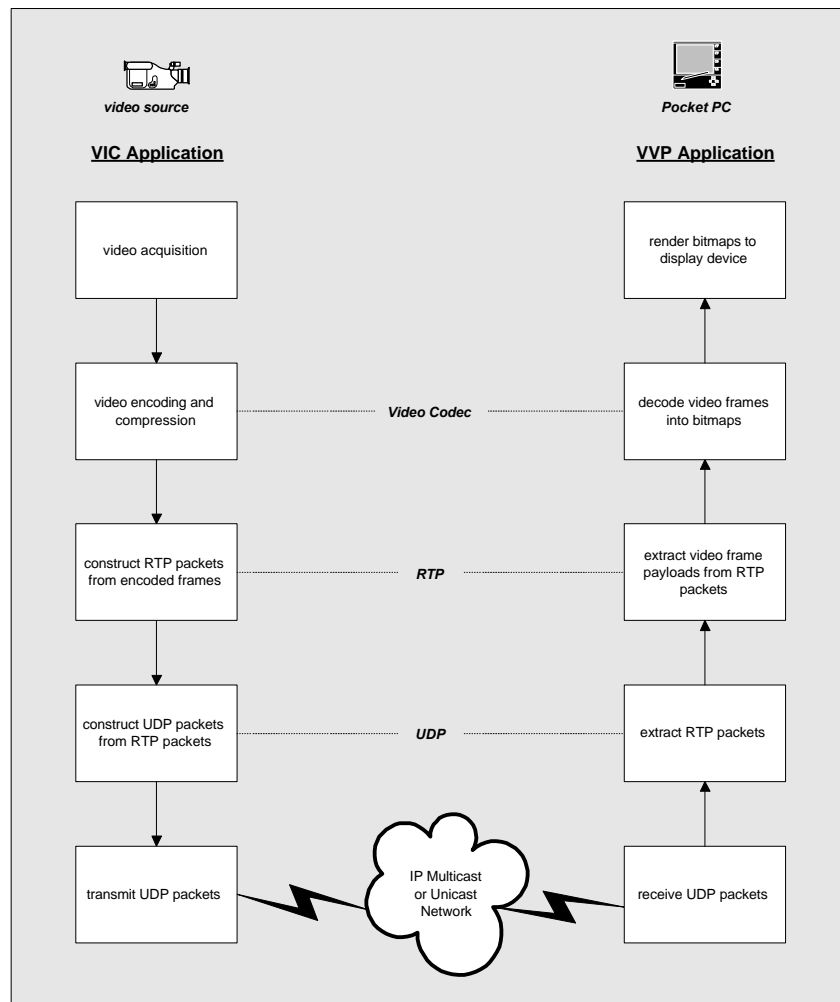 video source
Pocket PC
VIC Application
VVP Application
video acquisition
render bitmaps to
display device
video encoding and
compression
Video Codec
decode video frames
into bitmaps
construct RTP packets
from encoded frames
RTP
extract video frame
payloads from RTP
packets
construct UDP packets
from RTP packets
UDP
extract RTP packets
transmit UDP packets
IP Multicast
or Unicast
Network
receive UDP packets